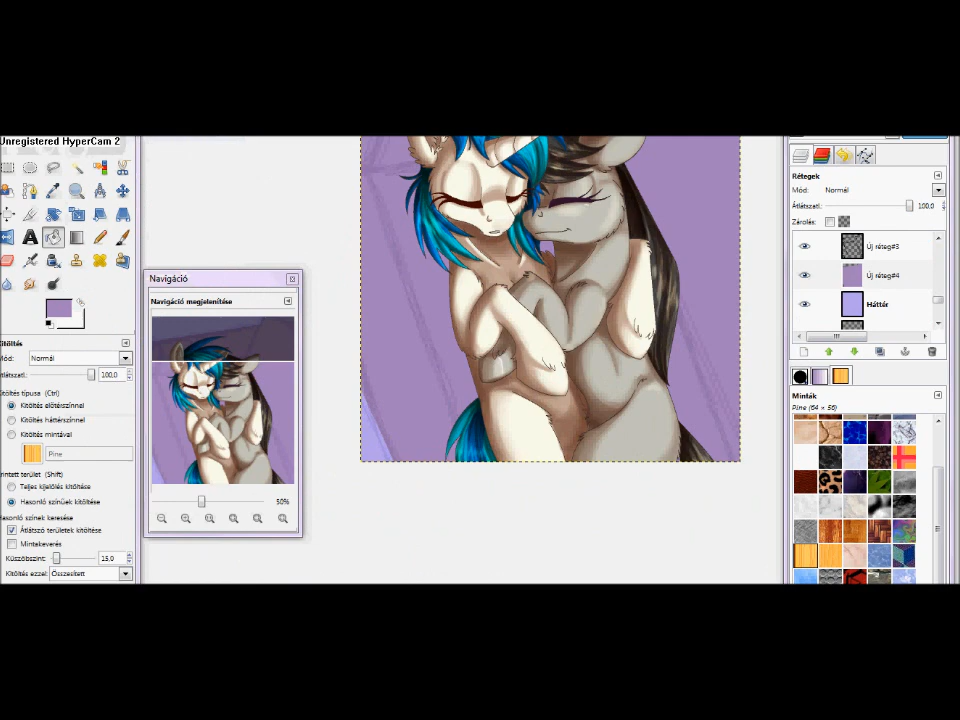 Unregistered HyperCam 2
Navigáció
Navigáció megjelenítése
50%
Kitöltés
Mód:
Normál
100,0
Kitöltés típusa (Ctrl)
Kitöltés előtérszínnel
Kitöltés háttérszínnel
Kitöltés mintával
Pine
terület (Shift)
Teljes kijelölés kitöltése
Hasonló színűek kitöltése
Hasonló színek keresése
Átlátszó területek kitöltése
Mintakeverés
Küszöbszint:
15,0
Kitöltés ezzel:
Összesített
Rétegek
Mód:
Normál
Átlátszatl.:
100,0
Zárolás:
Új réteg#3
Új réteg#4
Háttér
Minták
Pine (64 × 56)